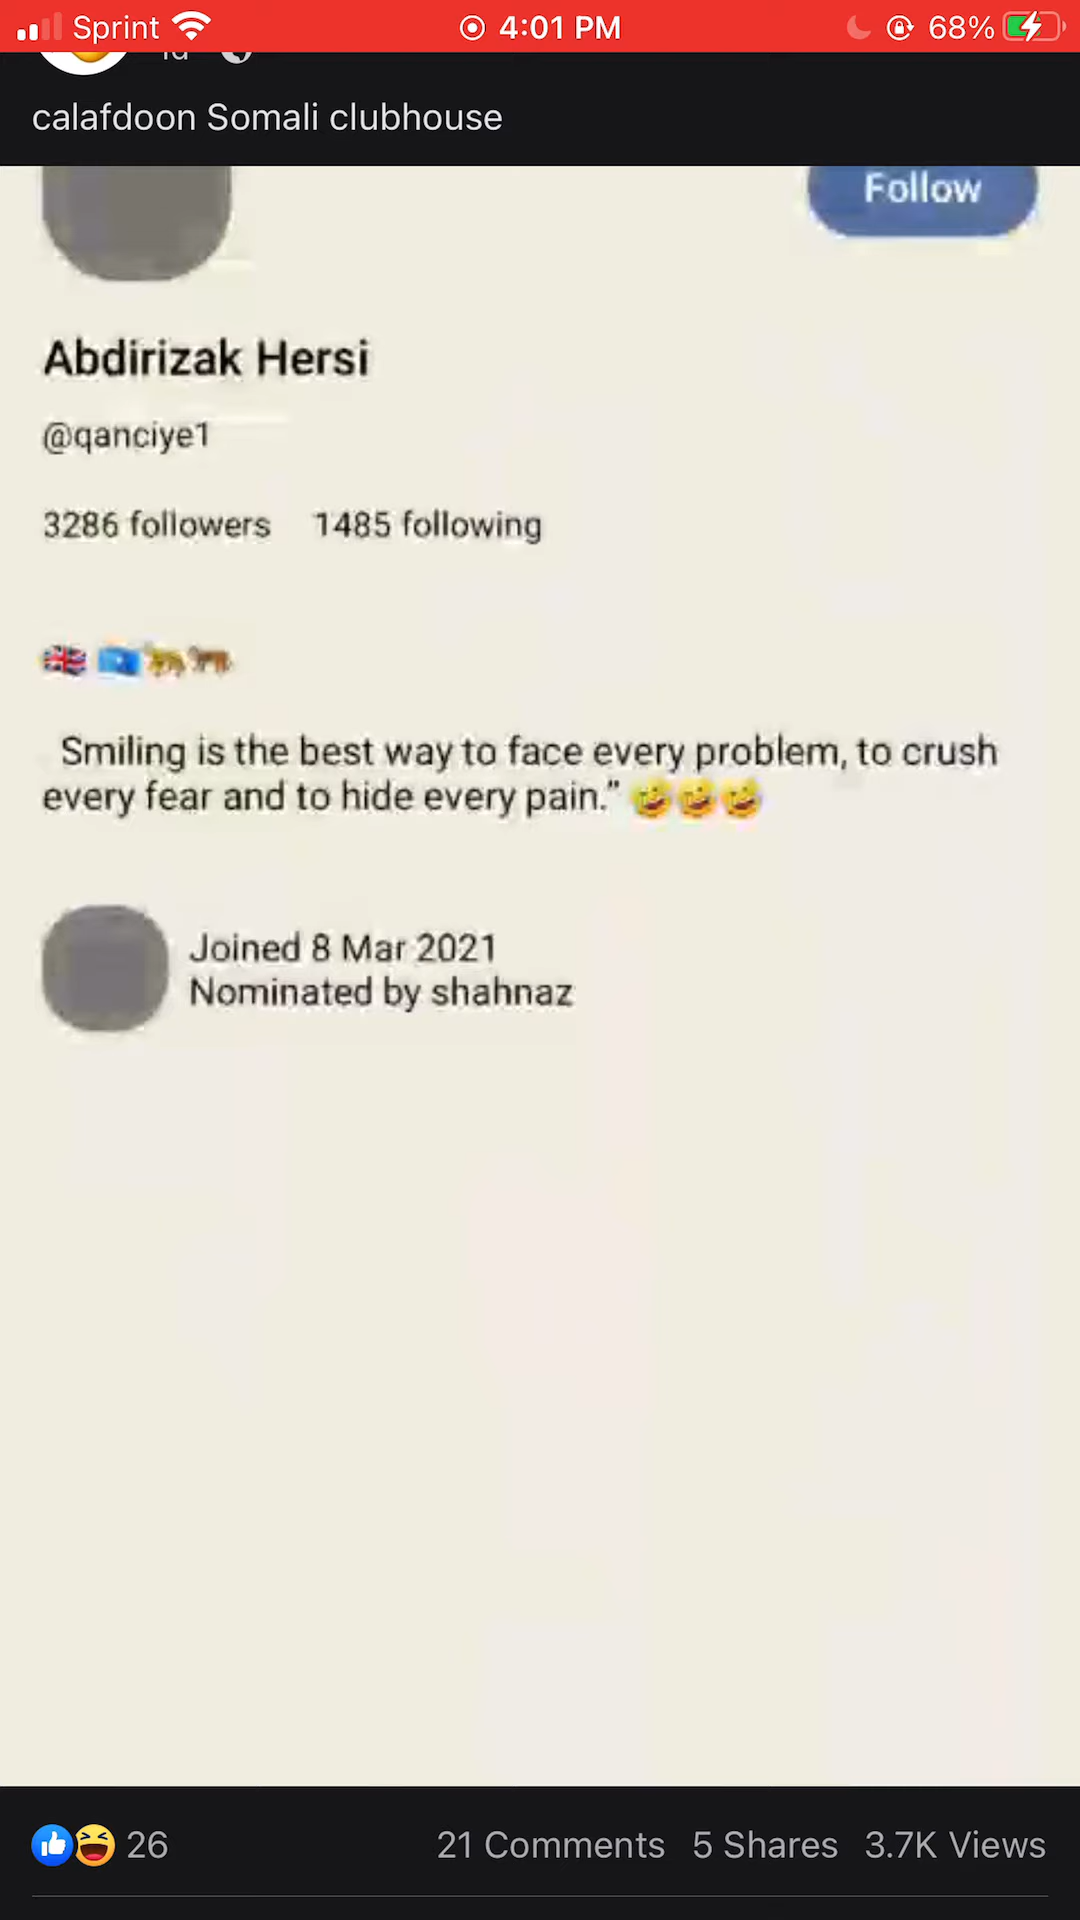 Sprint 4:01 PM 68%
calafdoon Somali clubhouse
Follow
Abdirizak Hersi
@qanciye1
3286 followers 1485 following
🇬🇧 🇸🇴🐆🐅
Smiling is the best way to face every problem, to crush
every fear and to hide every pain.” 🤣🤣🤣
Joined 8 Mar 2021
Nominated by shahnaz
26 21 Comments 5 Shares 3.7K Views